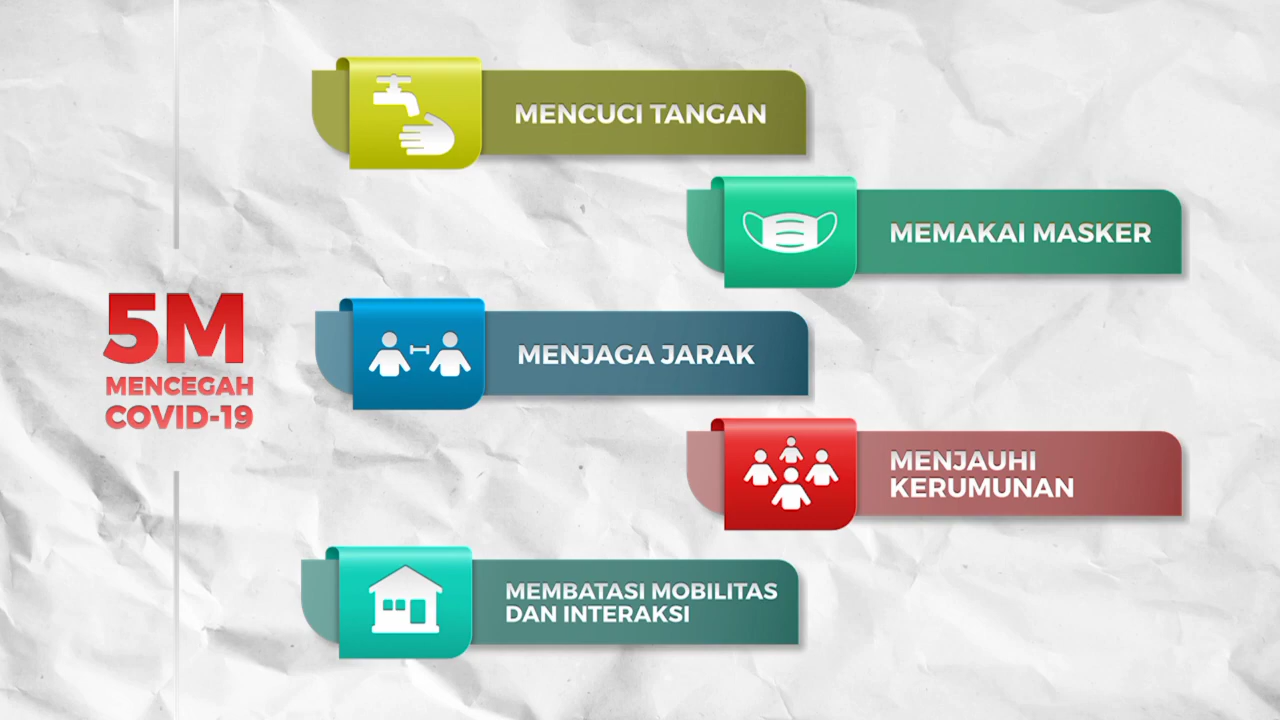 5M
MENCEGAH
COVID-19
MENCUCI TANGAN
MEMAKAI MASKER
MENJAGA JARAK
MENJAUHI
KERUMUNAN
MEMBATASI MOBILITAS
DAN INTERAKSI